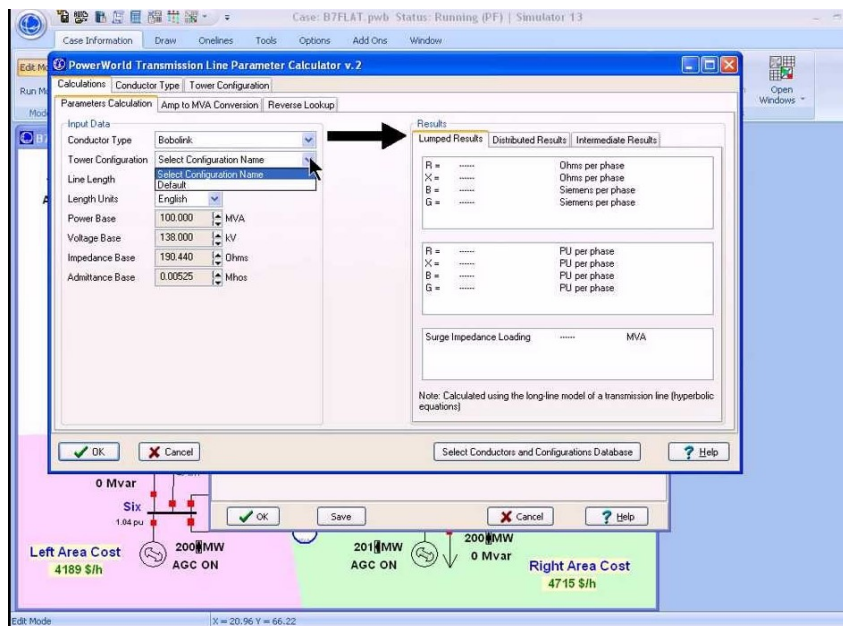 Case: B7FLAT.pwb Status: Running (PF) | Simulator 13
Case Information Draw Onelines Tools Options Add Ons Window
Edit Mo
Run Mo
Mod
Open
Windows
PowerWorld Transmission Line Parameter Calculator v.2
Calculations Conductor Type Tower Configuration
Parameters Calculation Amp to MVA Conversion Reverse Lookup
Input Data
Conductor Type Bobolink
Tower Configuration Select Configuration Name
Select Configuration Name
Line Length Default
Length Units English
Power Base 100.000 MVA
Voltage Base 138.000 kV
Impedance Base 190.440 Ohms
Admittance Base 0.00525 Mhos
Results
Lumped Results Distributed Results Intermediate Results
R = ------ Ohms per phase
X = ------ Ohms per phase
B = ------ Siemens per phase
G = ------ Siemens per phase
R = ------ PU per phase
X = ------ PU per phase
B = ------ PU per phase
G = ------ PU per phase
Surge Impedance Loading ------ MVA
Note: Calculated using the long-line model of a transmission line (hyperbolic
equations)
OK Cancel Select Conductors and Configurations Database ? Help
0 Mvar
Six
1.04 pu
OK Save Cancel ? Help
Left Area Cost
4189 $/h
200 MW
AGC ON
201 MW
AGC ON
200 MW
0 Mvar
Right Area Cost
4715 $/h
Edit Mode X = 20.96 Y = 66.22